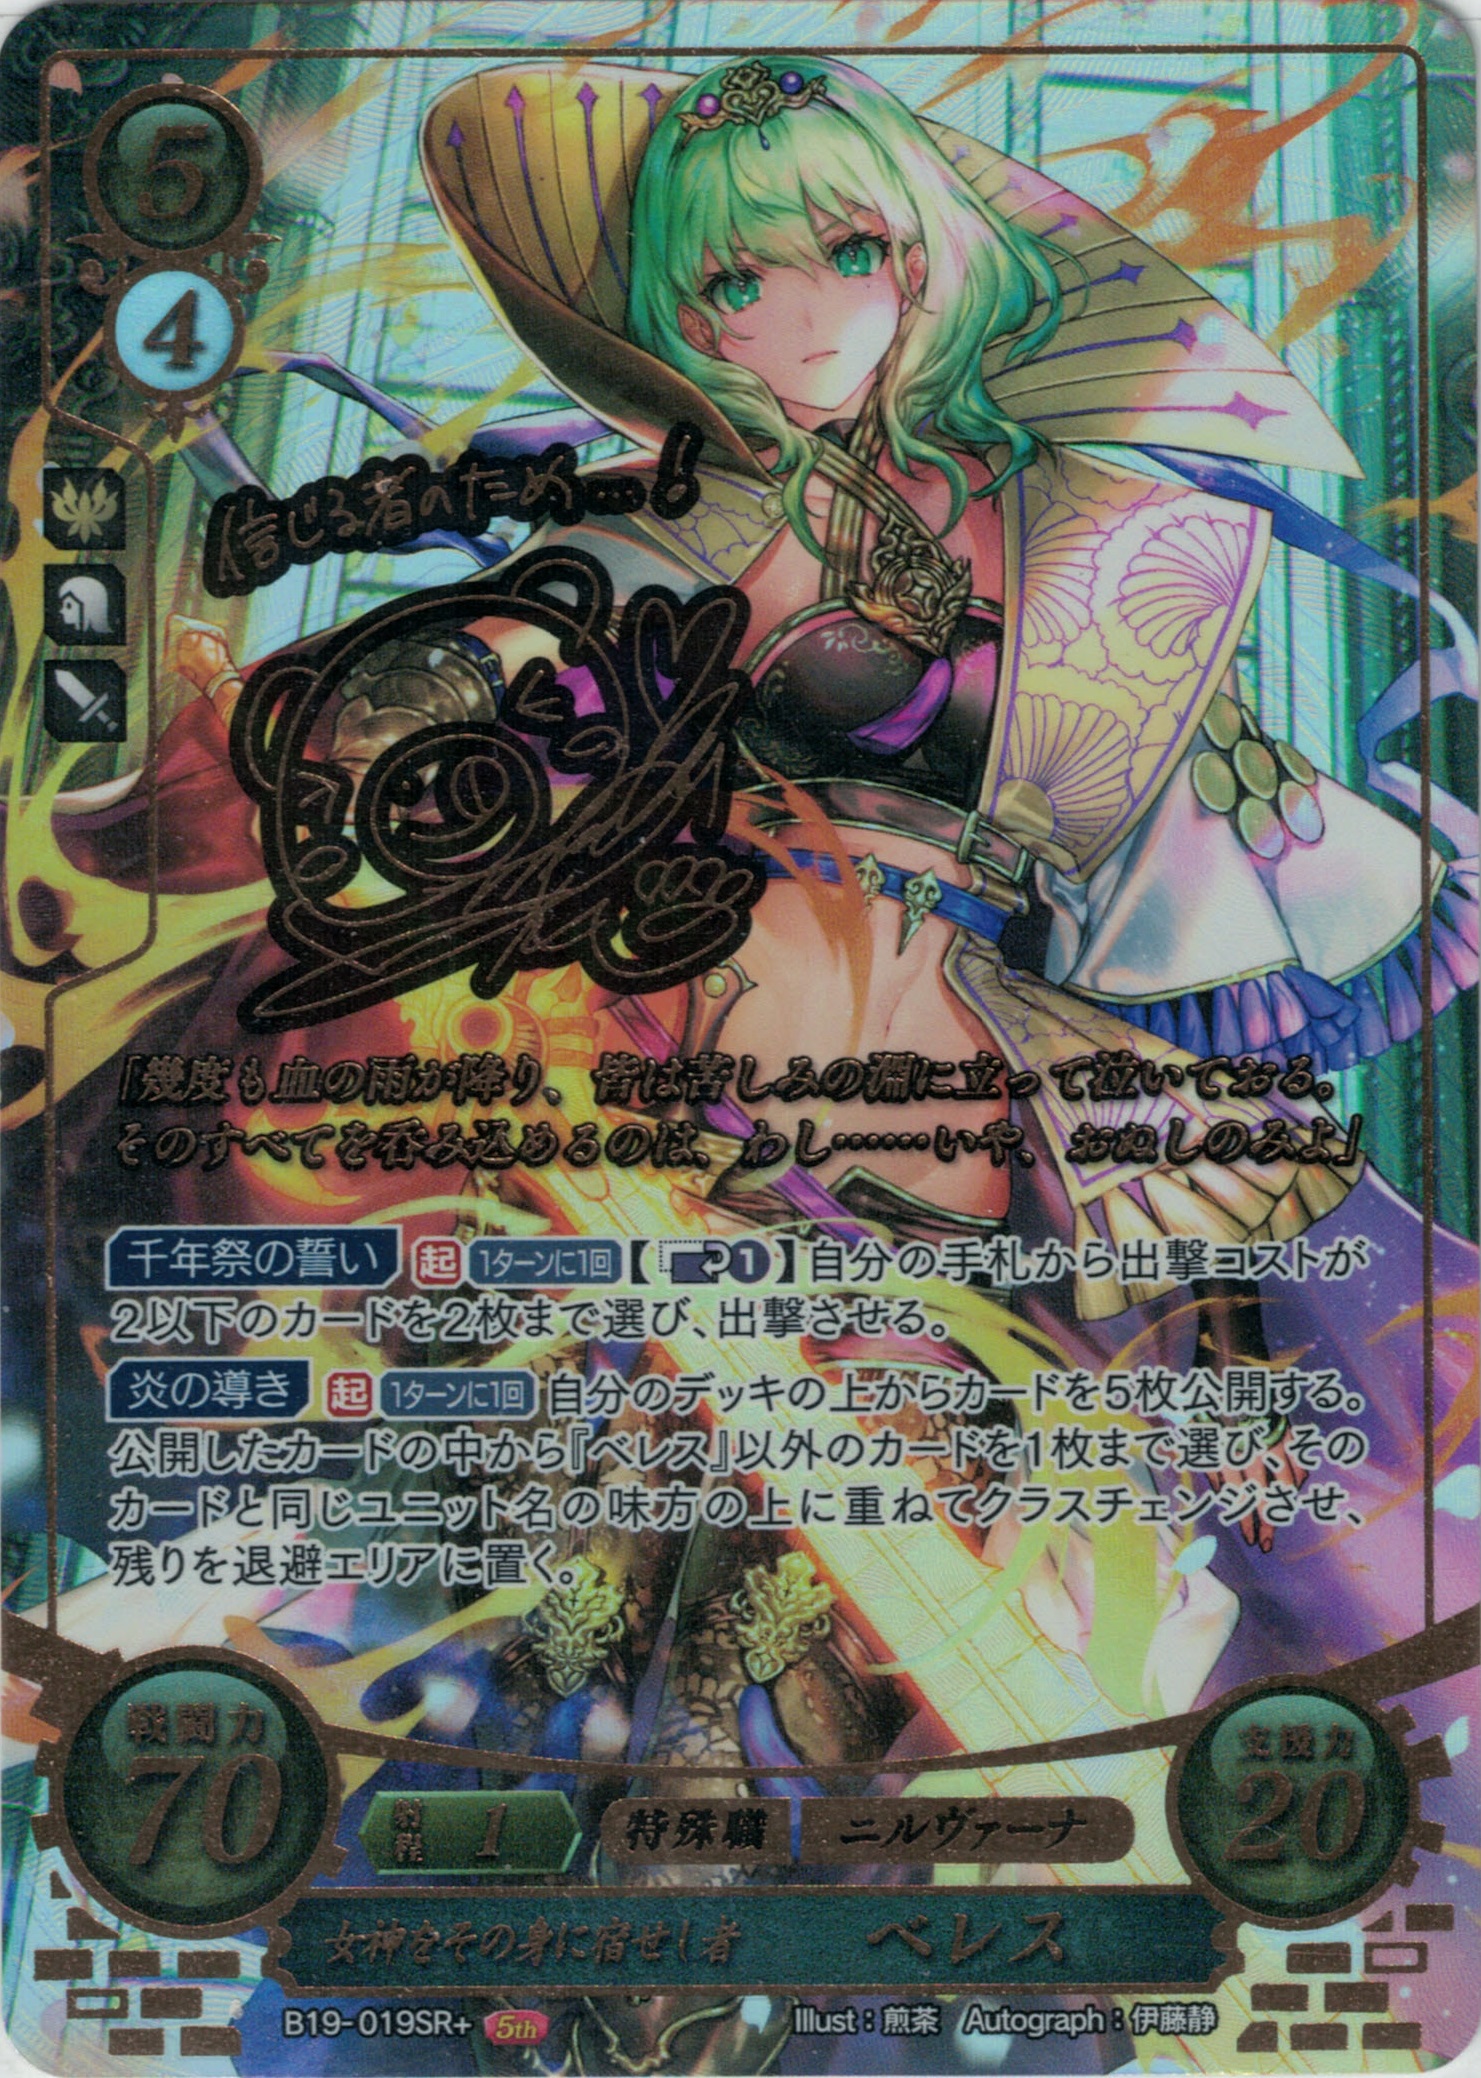 5
4
信じる者のため…!
「幾度も血の雨が降り、皆は苦しみの淵に立って泣いておる。
そのすべてを呑み込めるのは、わし……いや、おぬしのみよ」
千年祭の誓い 起 1ターンに1回【 1】自分の手札から出撃コストが
2以下のカードを2枚まで選び、出撃させる。
炎の導き 起 1ターンに1回 自分のデッキの上からカードを5枚公開する。
公開したカードの中から『ベレス』以外のカードを1枚まで選び、その
カードと同じユニット名の味方の上に重ねてクラスチェンジさせ、
残りを退避エリアに置く。
戦闘力
70
射程 1
特殊職 ニルヴァーナ
支援力
20
女神をその身に宿せし者 ベレス
B19-019SR+ 5th Illust：煎茶 Autograph：伊藤静